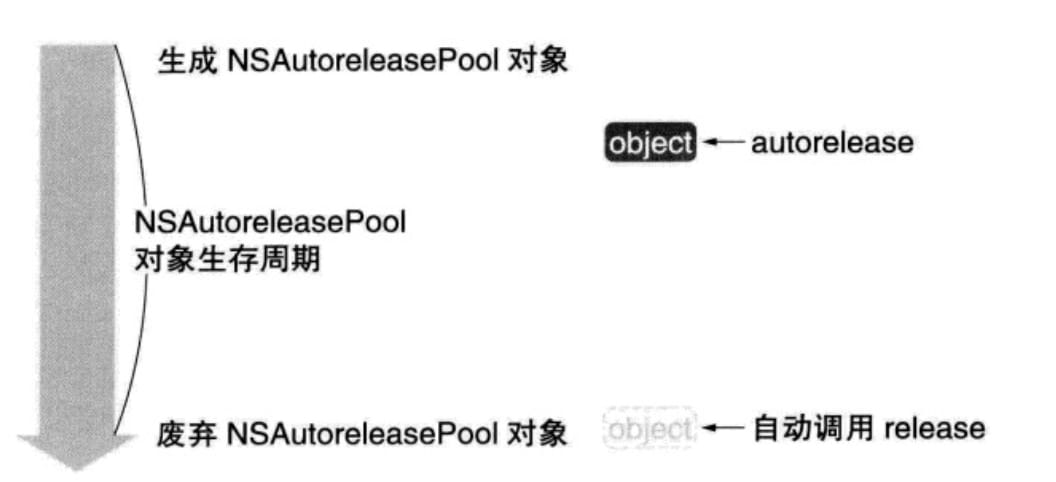 生成 NSAutoreleasePool 对象
object
autorelease
NSAutoreleasePool
对象生存周期
废弃 NSAutoreleasePool 对象
object
自动调用 release